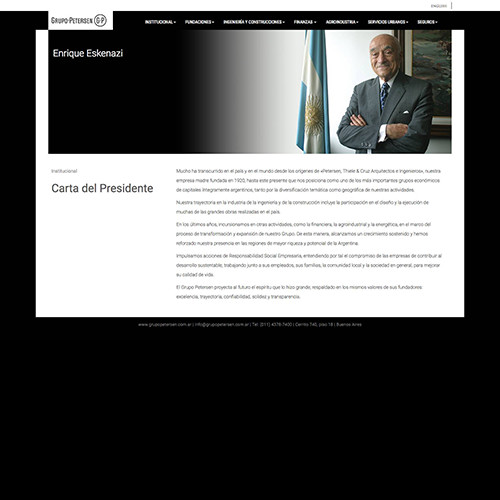 ENGLISH
GRUPO PETERSEN GP
INSTITUCIONAL FUNDACIONES INGENIERÍA Y CONSTRUCCIONES FINANZAS AGROINDUSTRIA SERVICIOS URBANOS SEGUROS
Enrique Eskenazi
Institucional
Carta del Presidente
Mucho ha transcurrido en el país y en el mundo desde los orígenes de «Petersen, Thiele & Cruz Arquitectos e Ingenieros», nuestra
empresa madre fundada en 1920, hasta este presente que nos posiciona como uno de los más importantes grupos económicos
de capitales íntegramente argentinos, tanto por la diversificación temática como geográfica de nuestras actividades.
Nuestra trayectoria en la industria de la ingeniería y de la construcción incluye la participación en el diseño y la ejecución de
muchas de las grandes obras realizadas en el país.
En los últimos años, incursionamos en otras actividades, como la financiera, la agroindustrial y la energética, en el marco del
proceso de transformación y expansión de nuestro Grupo. De esta manera, alcanzamos un crecimiento sostenido y hemos
reforzado nuestra presencia en las regiones de mayor riqueza y potencial de la Argentina.
Impulsamos acciones de Responsabilidad Social Empresaria, entendiendo por tal el compromiso de las empresas de contribuir al
desarrollo sustentable, trabajando junto a sus empleados, sus familias, la comunidad local y la sociedad en general, para mejorar
su calidad de vida.
El Grupo Petersen proyecta al futuro el espíritu que lo hizo grande, respaldado en los mismos valores de sus fundadores:
excelencia, trayectoria, confiabilidad, solidez y transparencia.
www.grupopetersen.com.ar | info@grupopetersen.com.ar | Tel. (011) 4378-7400 | Cerrito 740, piso 18 | Buenos Aires